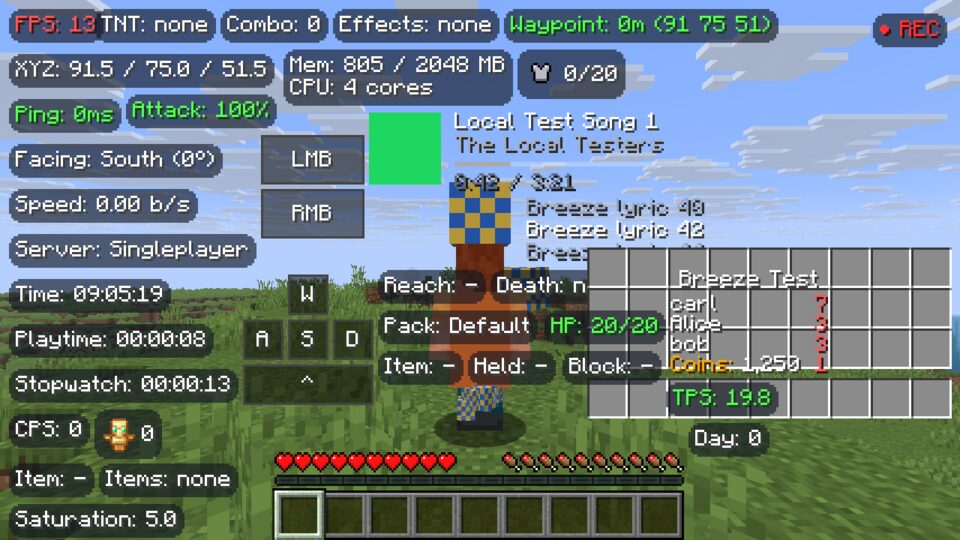 FPS: 13 TNT: none Combo: 0 Effects: none Waypoint: 0m (91 75 51) ● REC
XYZ: 91.5 / 75.0 / 51.5 Mem: 805 / 2048 MB
CPU: 4 cores
0/20
Ping: 0ms Attack: 100%
Local Test Song 1
The Local Testers
0:42 / 3:21
Facing: South (0°) LMB
RMB
Speed: 0.00 b/s
Breeze lyric 40
Breeze lyric 42
Breeze
Server: Singleplayer
Breeze Test
Time: 09:05:19 W Reach: - Death: n
carl 7
Alice 3
bob 3
Coins: 1,250 1
Playtime: 00:00:08 A S D Pack: Default HP: 20/20
Item: - Held: - Block: -
Stopwatch: 00:00:13 ^
TPS: 19.8
CPS: 0 0
Day: 0
Item: - Items: none
Saturation: 5.0